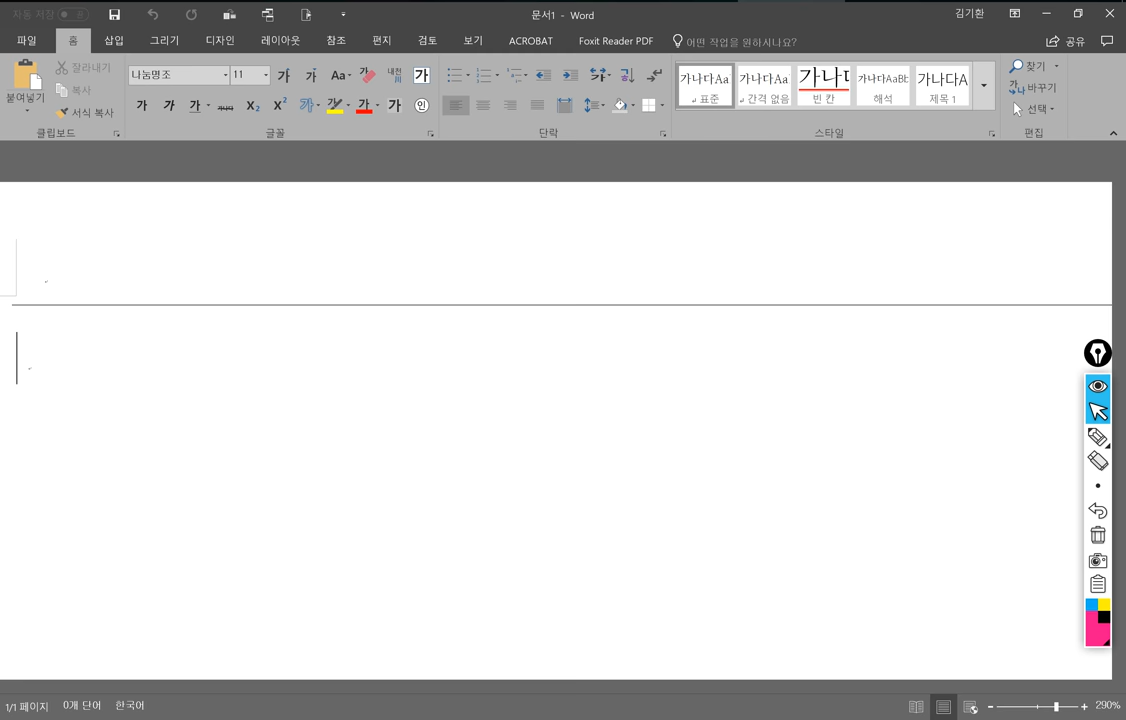 자동 저장
문서1 - Word
김기환
파일 홈 삽입 그리기 디자인 레이아웃 참조 편지 검토 보기 ACROBAT Foxit Reader PDF 어떤 작업을 원하시나요? 공유
붙여넣기
잘라내기
복사
서식 복사
클립보드
나눔명조 11 가 가 Aa 가 내천 가
가 가 가 가나다 X₂ X² 가 가 가 가 인
글꼴
단락
가나다Aa 가나다Aa 가나다 가나다AaBb 가나다A
표준 간격 없음 빈 칸 해석 제목 1
스타일
찾기
바꾸기
선택
편집
1/1 페이지 0개 단어 한국어
290%